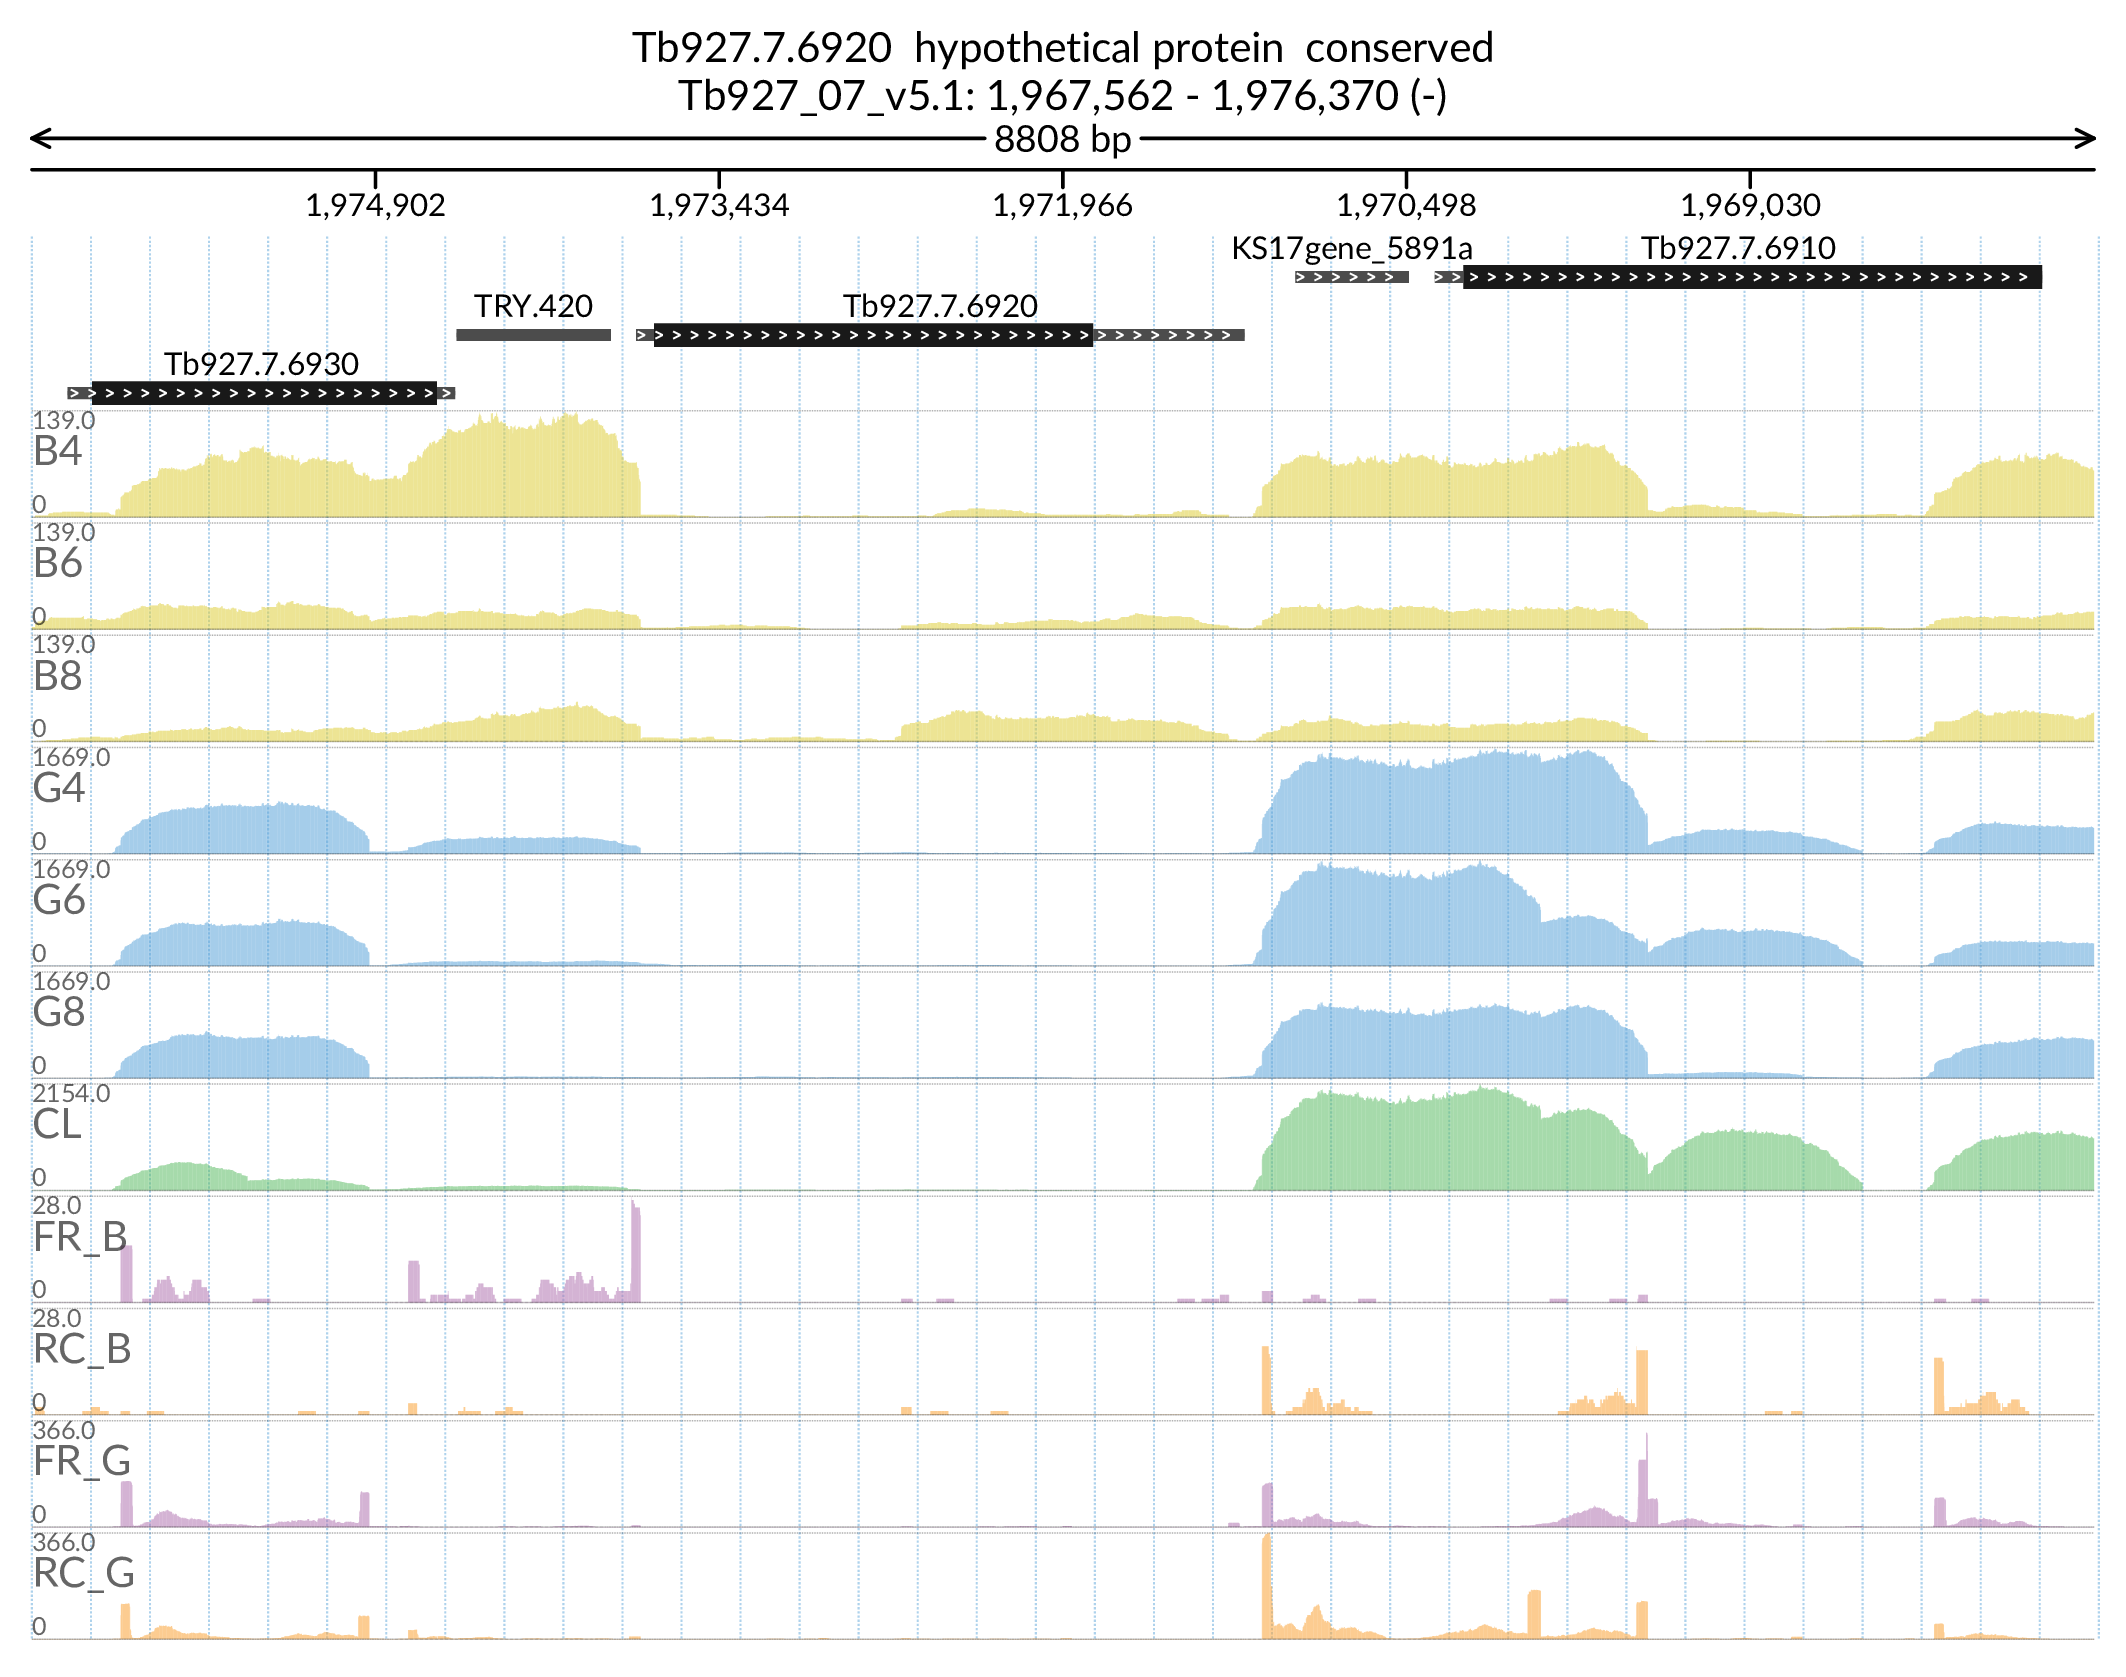 Tb927.7.6920  hypothetical protein  conserved
Tb927_07_v5.1: 1,967,562 - 1,976,370 (-)
8808 bp
1,974,902 1,973,434 1,971,966 1,970,498 1,969,030
KS17gene_5891a Tb927.7.6910
TRY.420 Tb927.7.6920
Tb927.7.6930
139.0
B4
0
139.0
B6
0
139.0
B8
0
1669.0
G4
0
1669.0
G6
0
1669.0
G8
0
2154.0
CL
0
28.0
FR_B
0
28.0
RC_B
0
366.0
FR_G
0
366.0
RC_G
0